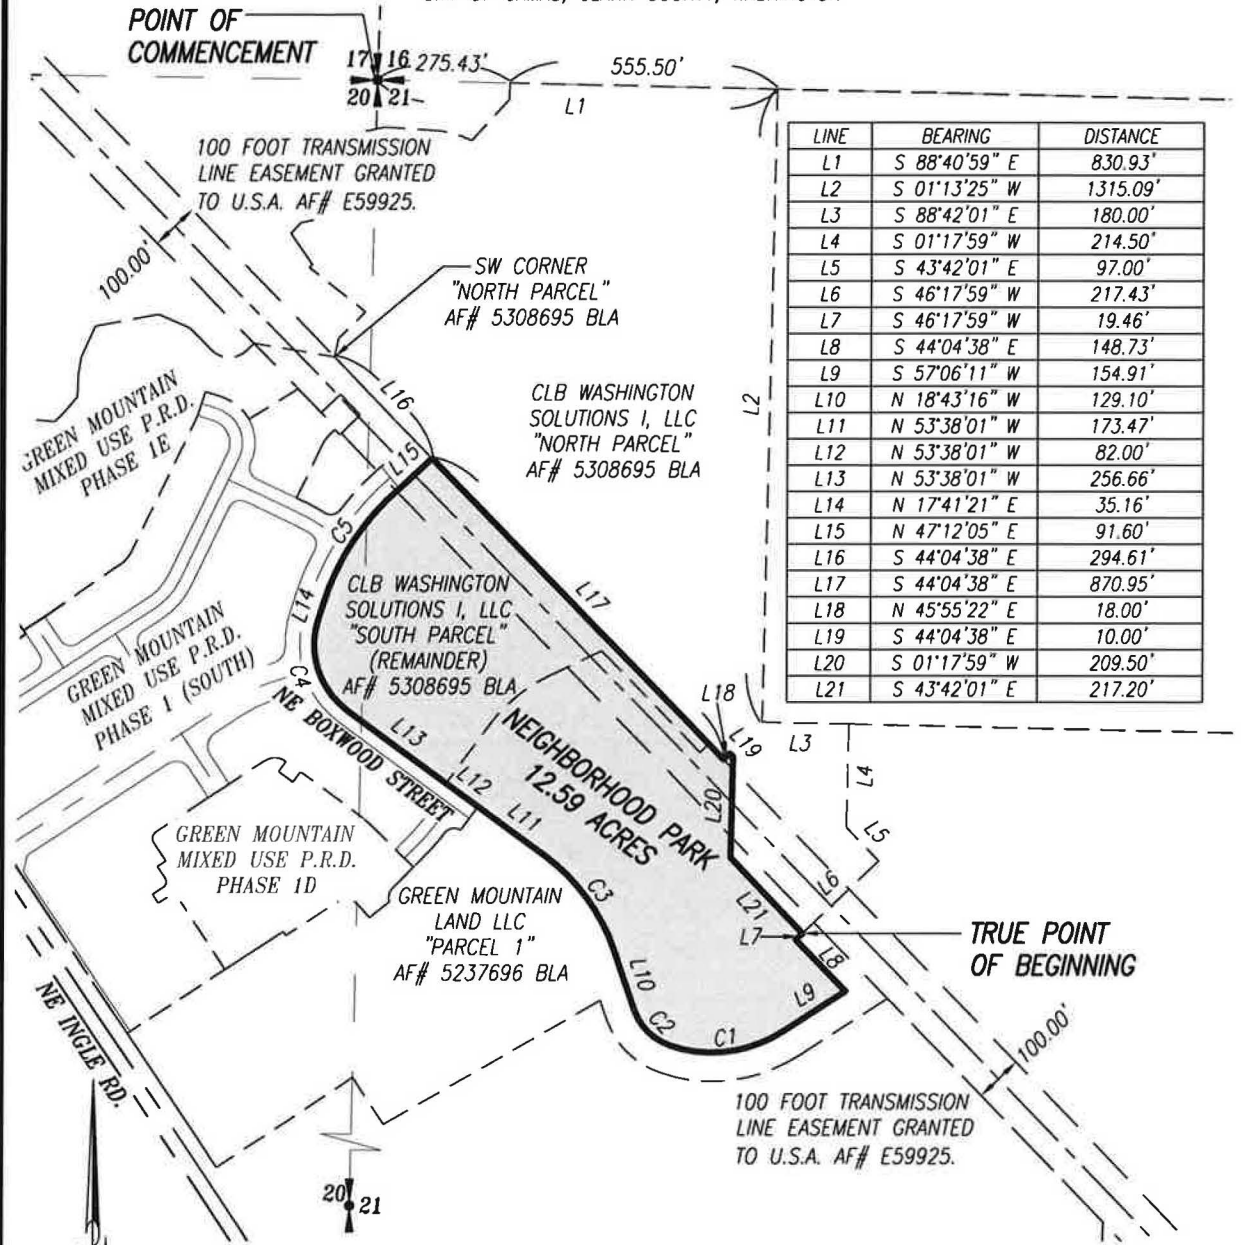 POINT OF
COMMENCEMENT
17 16
20 21
275.43'
555.50'
L1
100 FOOT TRANSMISSION
LINE EASEMENT GRANTED
TO U.S.A. AF# E59925.
100.00'
SW CORNER
"NORTH PARCEL"
AF# 5308695 BLA
L16
L2
CLB WASHINGTON
SOLUTIONS I, LLC
"NORTH PARCEL"
AF# 5308695 BLA
LINE BEARING DISTANCE
L1 S 88°40'59" E 830.93'
L2 S 01°13'25" W 1315.09'
L3 S 88°42'01" E 180.00'
L4 S 01°17'59" W 214.50'
L5 S 43°42'01" E 97.00'
L6 S 46°17'59" W 217.43'
L7 S 46°17'59" W 19.46'
L8 S 44°04'38" E 148.73'
L9 S 57°06'11" W 154.91'
L10 N 18°43'16" W 129.10'
L11 N 53°38'01" W 173.47'
L12 N 53°38'01" W 82.00'
L13 N 53°38'01" W 256.66'
L14 N 17°41'21" E 35.16'
L15 N 47°12'05" E 91.60'
L16 S 44°04'38" E 294.61'
L17 S 44°04'38" E 870.95'
L18 N 45°55'22" E 18.00'
L19 S 44°04'38" E 10.00'
L20 S 01°17'59" W 209.50'
L21 S 43°42'01" E 217.20'
GREEN MOUNTAIN
MIXED USE P.R.D.
PHASE 1E
L15
C5
L14
C4
L17
CLB WASHINGTON
SOLUTIONS I, LLC
"SOUTH PARCEL"
(REMAINDER)
AF# 5308695 BLA
GREEN MOUNTAIN
MIXED USE P.R.D.
PHASE 1 (SOUTH)
NE BOXWOOD STREET
L13
L12
L11
NEIGHBORHOOD PARK
12.59 ACRES
L18
L19
L20
L3
L4
L5
L6
L21
L7
L8
TRUE POINT
OF BEGINNING
GREEN MOUNTAIN
MIXED USE P.R.D.
PHASE 1D
GREEN MOUNTAIN
LAND LLC
"PARCEL 1"
AF# 5237696 BLA
C3
L10
C2
C1
L9
NE INGLE RD.
100.00'
100 FOOT TRANSMISSION
LINE EASEMENT GRANTED
TO U.S.A. AF# E59925.
20 21